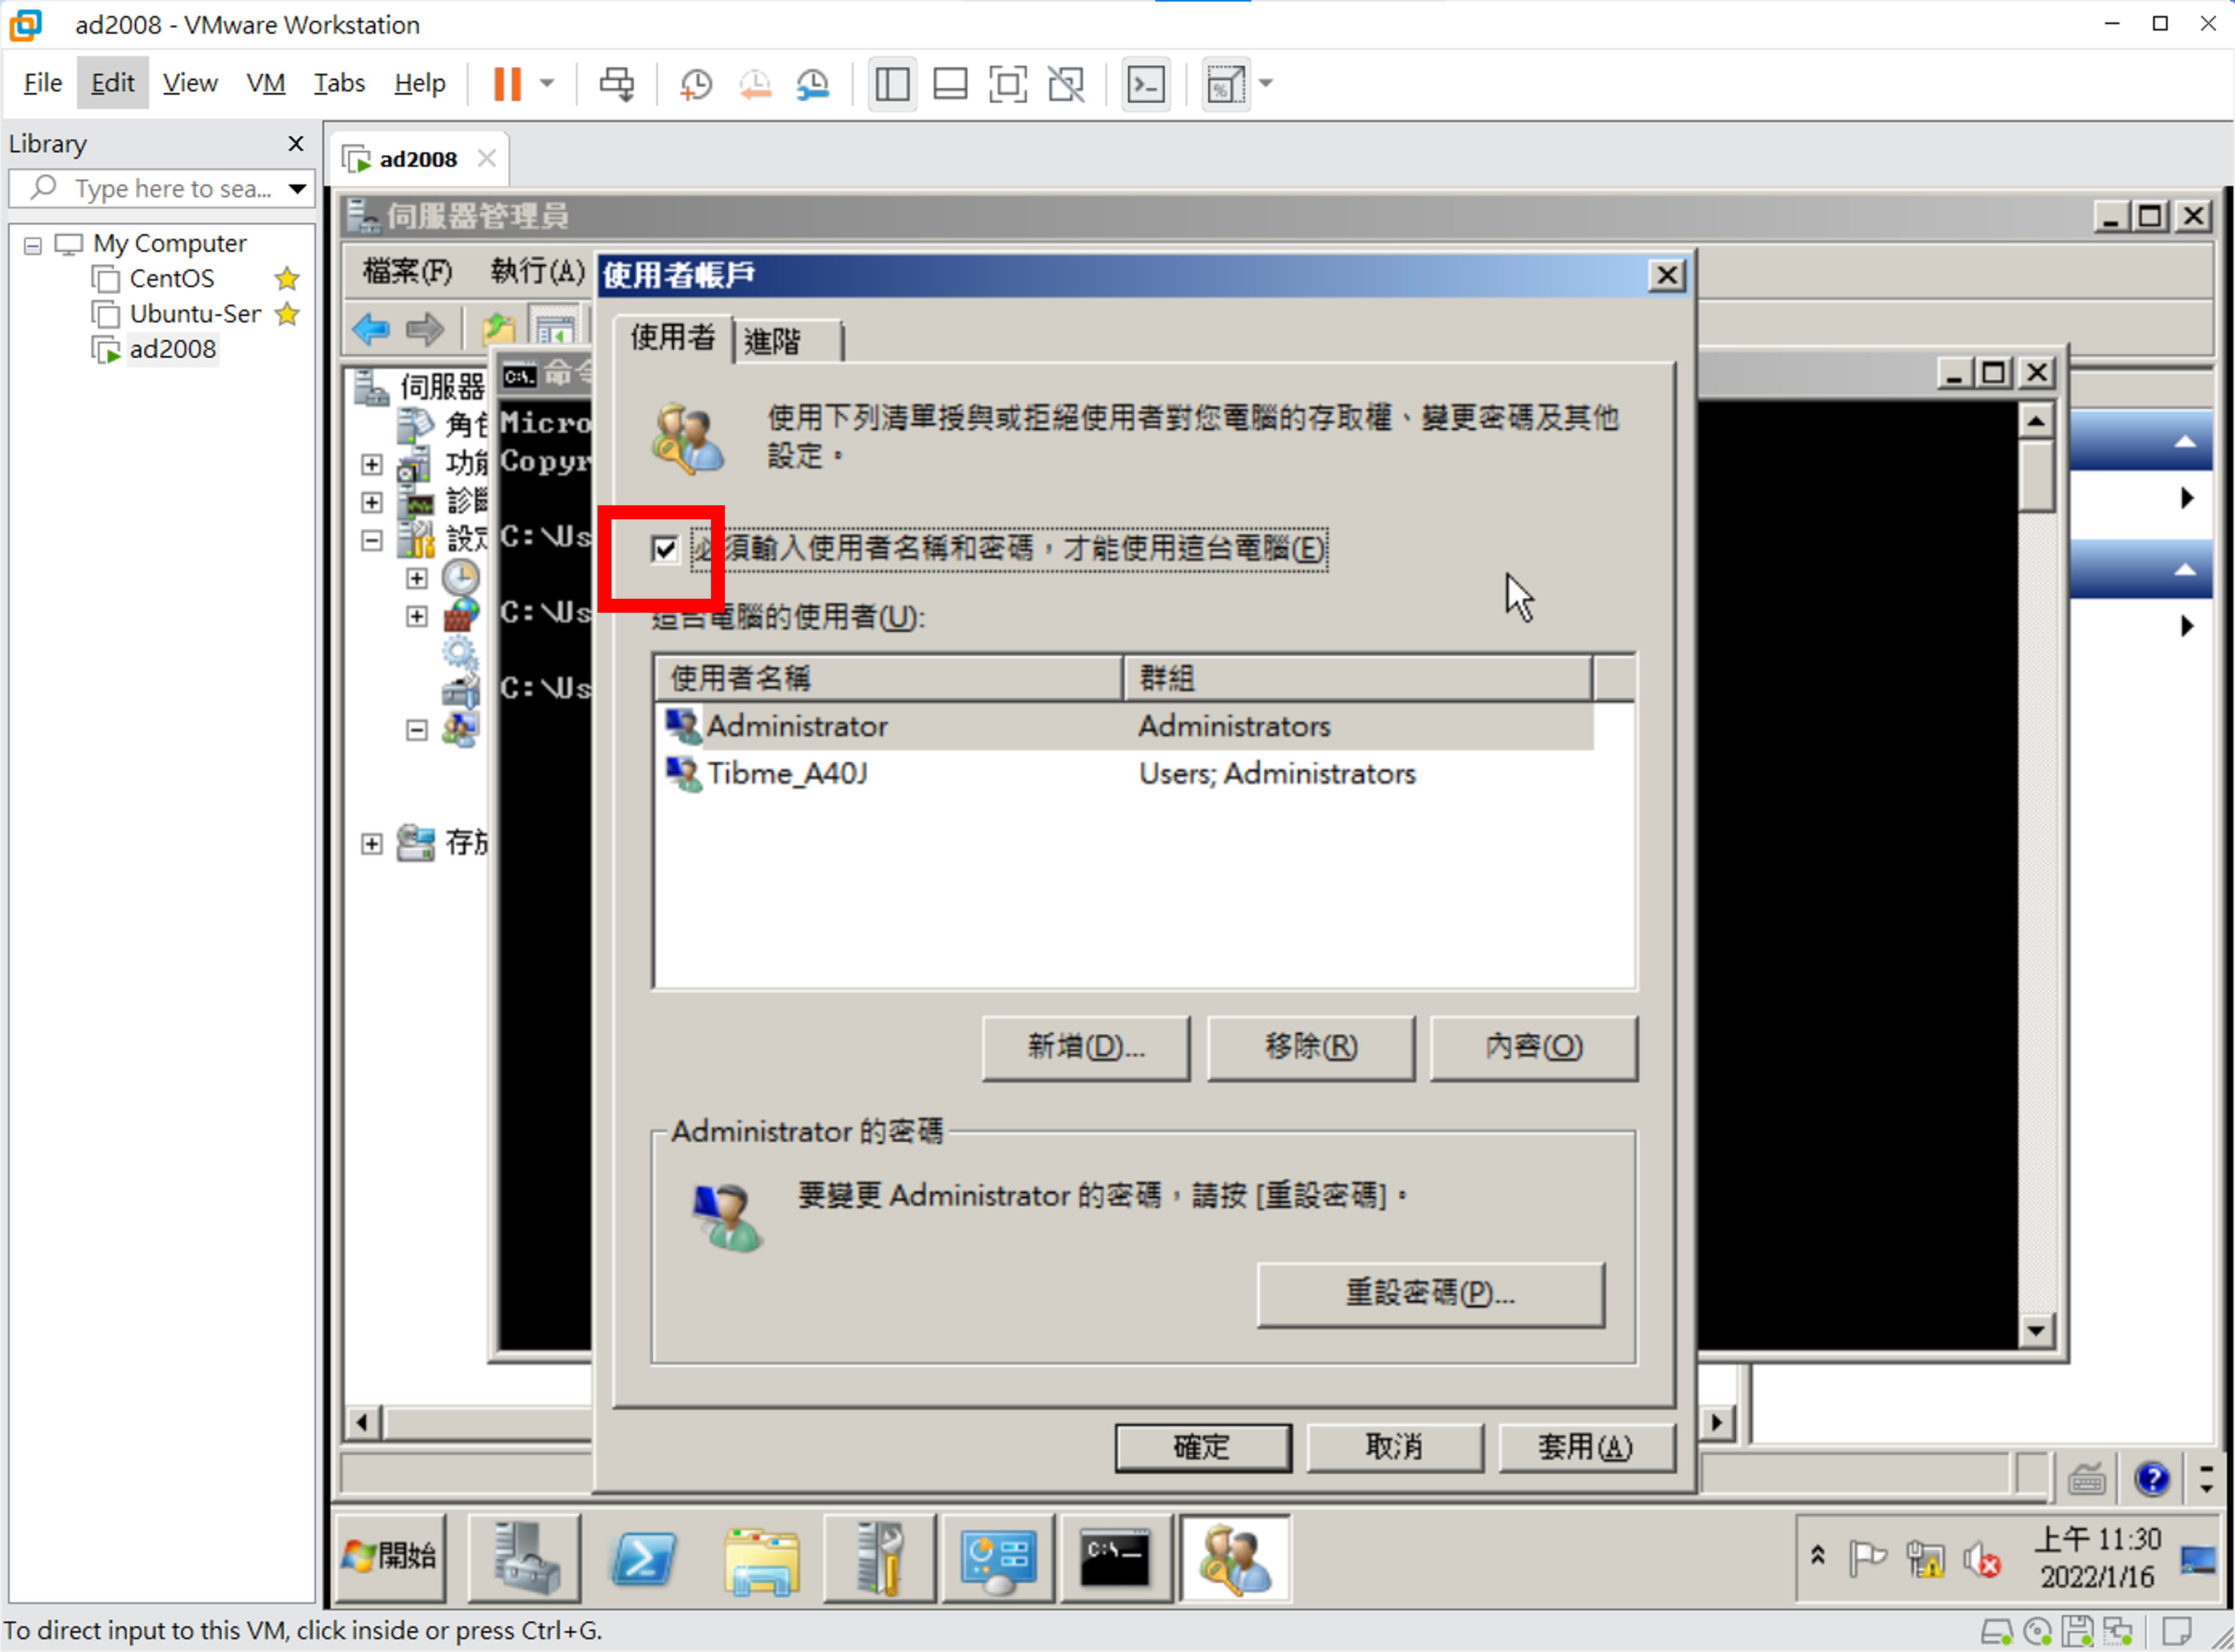 ad2008 - VMware Workstation
File Edit View VM Tabs Help
Library
Type here to sea...
My Computer
CentOS
Ubuntu-Ser
ad2008
ad2008
伺服器管理員
檔案(F) 執行(A)
伺服器
角色
功能
診斷
設定
存放
命令
Micro
Copyr
C:\Us
C:\Us
C:\Us
使用者帳戶
使用者 進階
使用下列清單授與或拒絕使用者對您電腦的存取權、變更密碼及其他
設定。
必須輸入使用者名稱和密碼，才能使用這台電腦(E)
這台電腦的使用者(U):
使用者名稱 群組
Administrator Administrators
Tibme_A40J Users; Administrators
新增(D)... 移除(R) 內容(O)
Administrator 的密碼
要變更 Administrator 的密碼，請按 [重設密碼]。
重設密碼(P)...
確定 取消 套用(A)
開始
上午 11:30
2022/1/16
To direct input to this VM, click inside or press Ctrl+G.